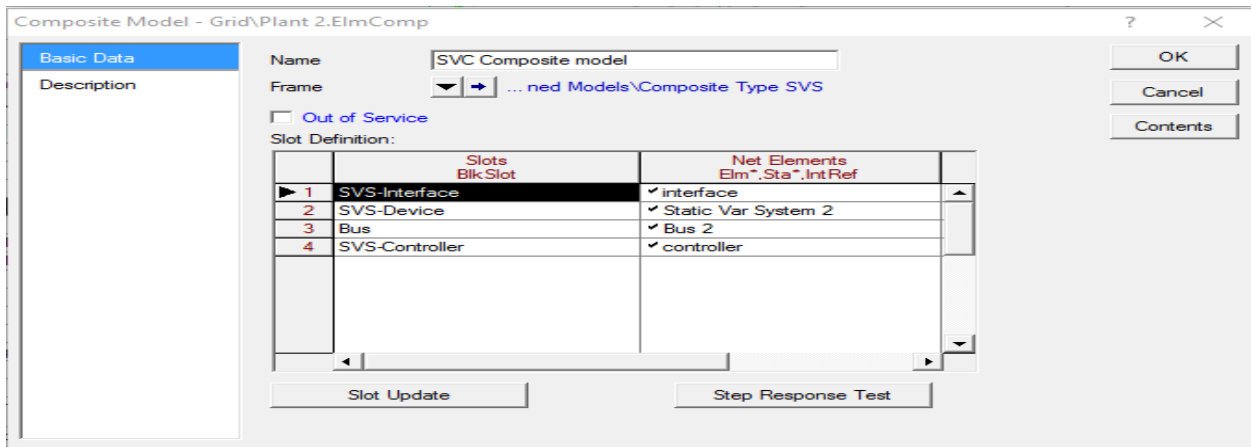 Composite Model - Grid\Plant 2.ElmComp ? ×
Basic Data
Description
Name SVC Composite model
Frame ... ned Models\Composite Type SVS
Out of Service
Slot Definition:
Slots Net Elements
BlkSlot Elm*,Sta*,IntRef
1 SVS-Interface interface
2 SVS-Device Static Var System 2
3 Bus Bus 2
4 SVS-Controller controller
Slot Update Step Response Test
OK
Cancel
Contents